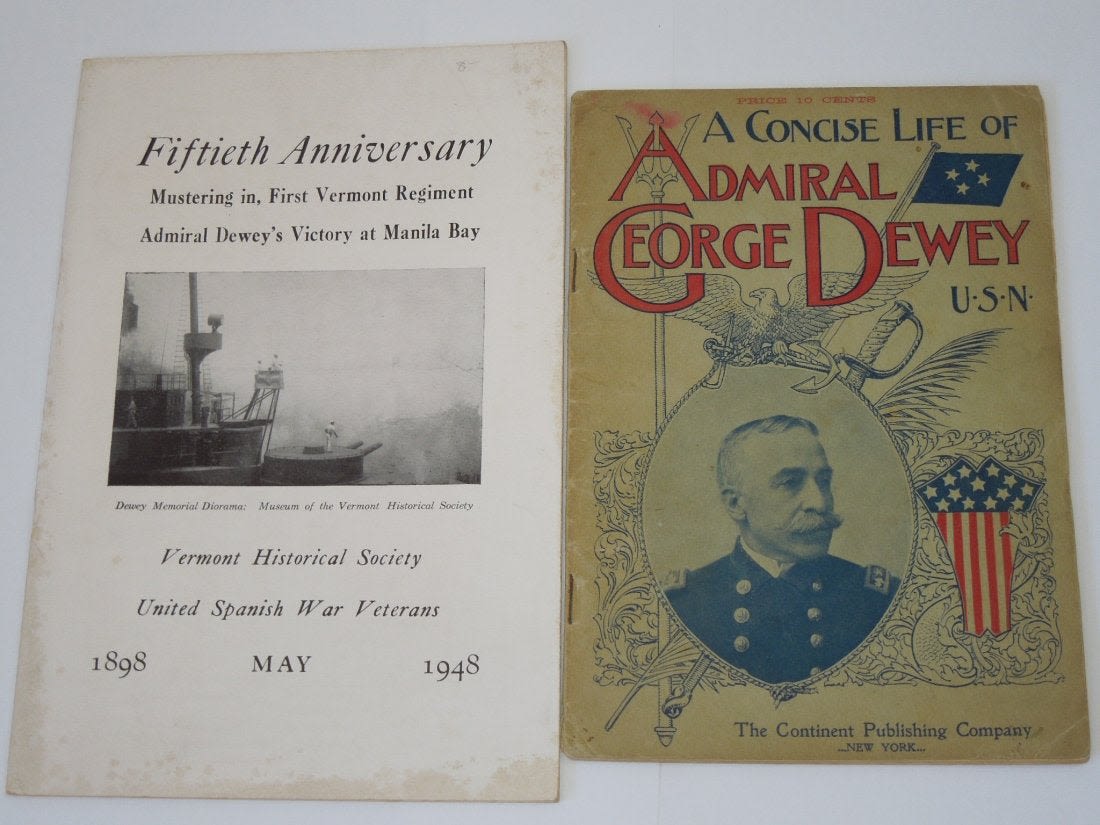 Fiftieth Anniversary
Mustering in, First Vermont Regiment
Admiral Dewey's Victory at Manila Bay
Dewey Memorial Diorama: Museum of the Vermont Historical Society
Vermont Historical Society
United Spanish War Veterans
1898 MAY 1948
PRICE 10 CENTS
A CONCISE LIFE OF
ADMIRAL
GEORGE DEWEY
U·S·N·
The Continent Publishing Company
...NEW YORK...